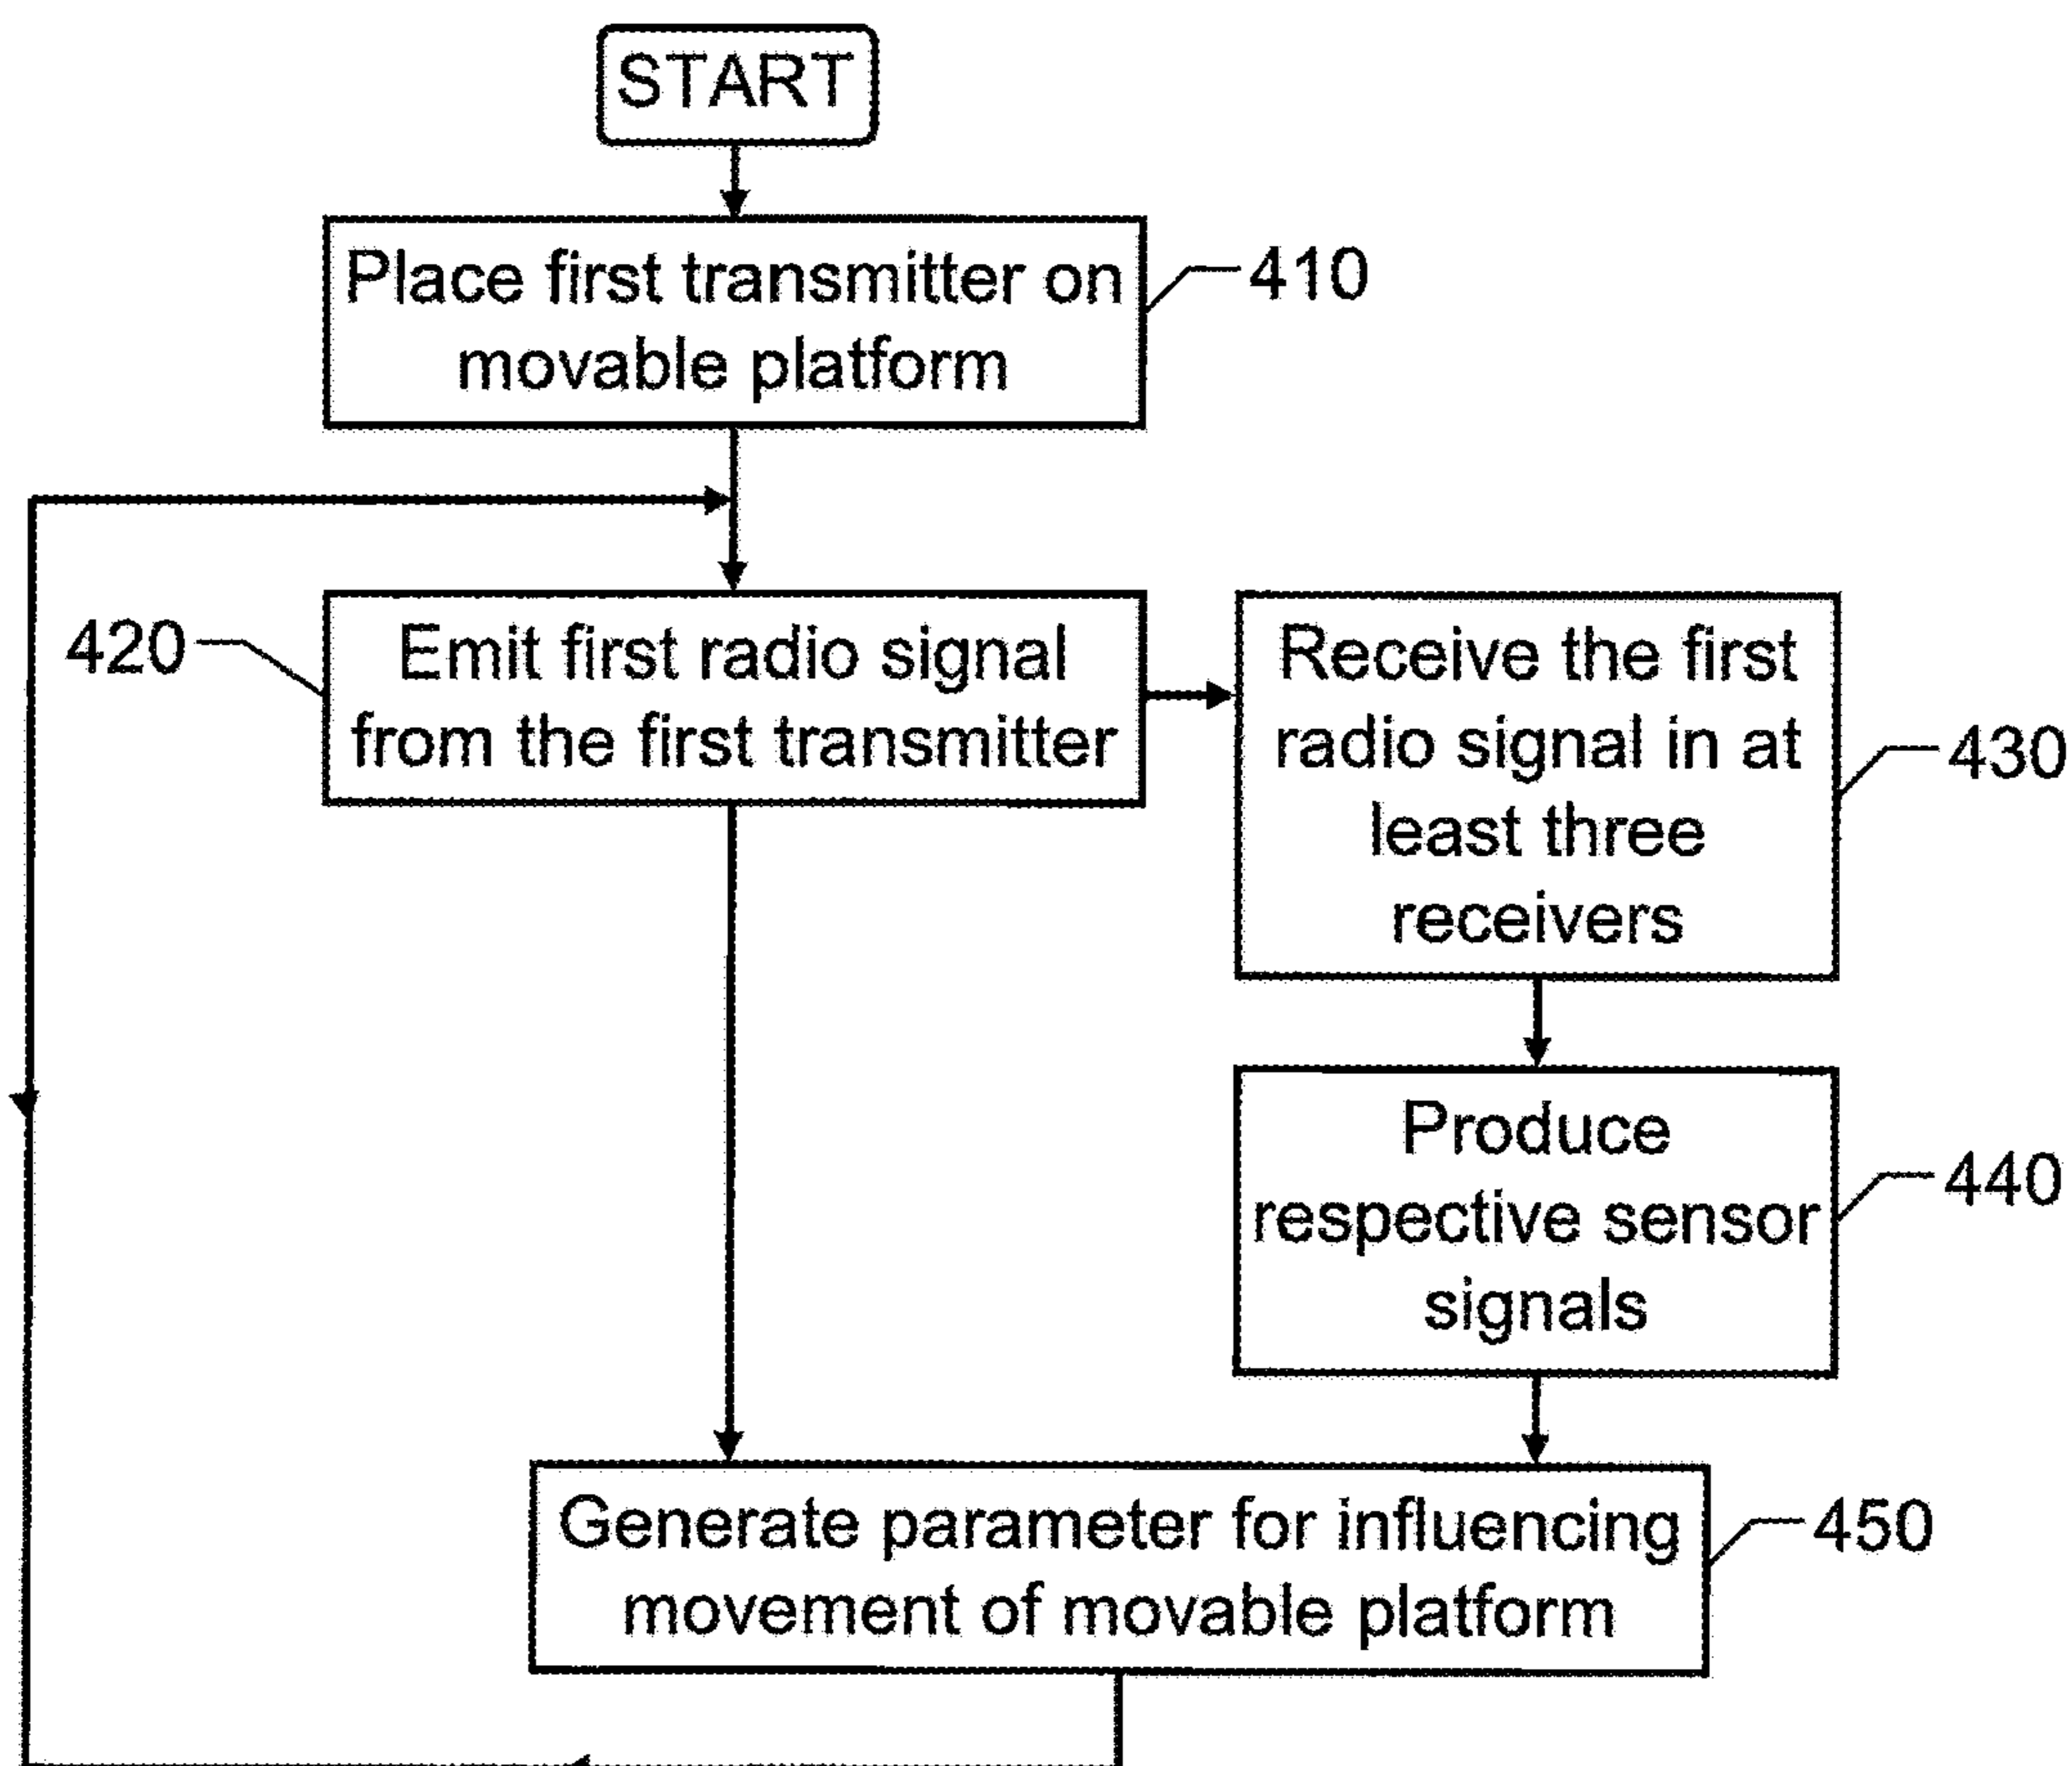 START
Place first transmitter on
movable platform
410
420
Emit first radio signal
from the first transmitter
Receive the first
radio signal in at
least three
receivers
430
Produce
respective sensor
signals
440
Generate parameter for influencing
movement of movable platform
450